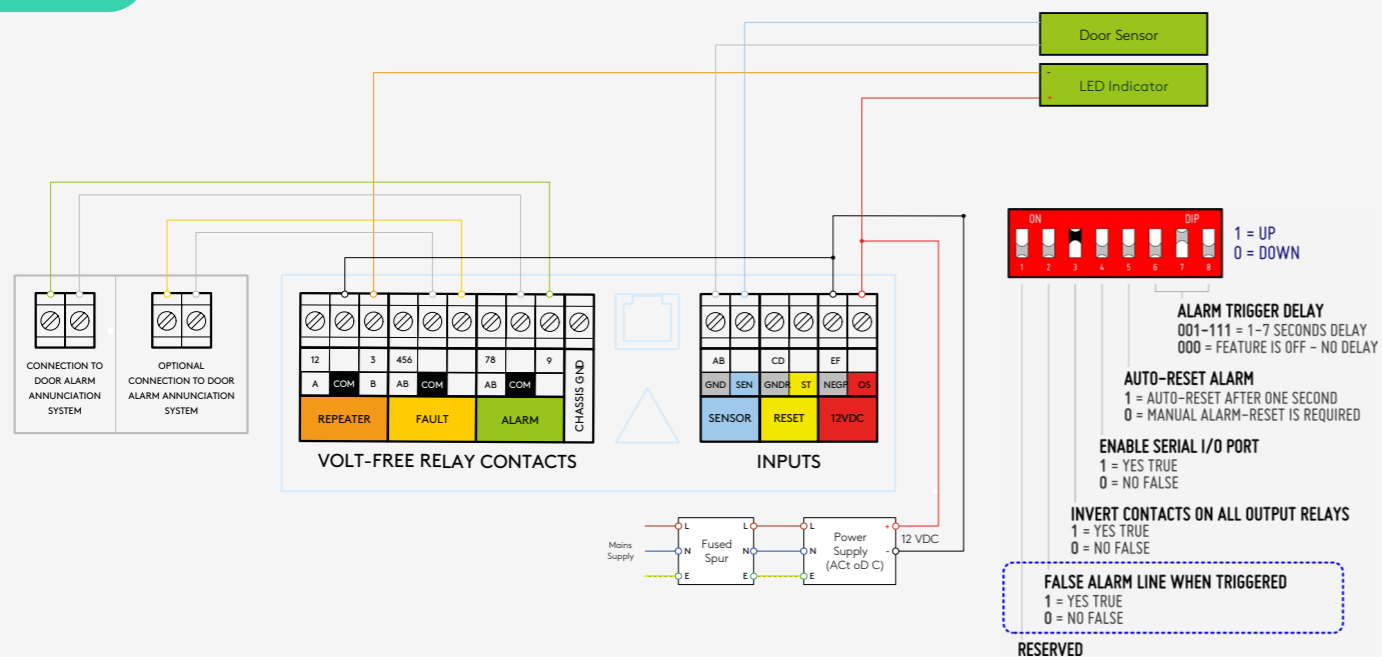 Door Sensor
-
LED Indicator
+
ON
DIP
1 2 3 4 5 6 7 8
1 = UP
0 = DOWN
ALARM TRIGGER DELAY
001-111 = 1-7 SECONDS DELAY
000 = FEATURE IS OFF - NO DELAY
AUTO-RESET ALARM
1 = AUTO-RESET AFTER ONE SECOND
0 = MANUAL ALARM-RESET IS REQUIRED
ENABLE SERIAL I/O PORT
1 = YES TRUE
0 = NO FALSE
INVERT CONTACTS ON ALL OUTPUT RELAYS
1 = YES TRUE
0 = NO FALSE
FALSE ALARM LINE WHEN TRIGGERED
1 = YES TRUE
0 = NO FALSE
RESERVED
CONNECTION TO
DOOR ALARM
ANNUNCIATION
SYSTEM
OPTIONAL
CONNECTION TO DOOR
ALARM ANNUNCIATION
SYSTEM
12 3 456 78 9
A COM B AB COM AB COM
REPEATER FAULT ALARM
CHASSIS GND
VOLT-FREE RELAY CONTACTS
AB CD EF
GND SEN GNDR ST NEGP OS
SENSOR RESET 12VDC
INPUTS
Mains
Supply
L L
N N
E E
Fused
Spur
L +
N -
E
Power
Supply
(ACt oD C)
12 VDC